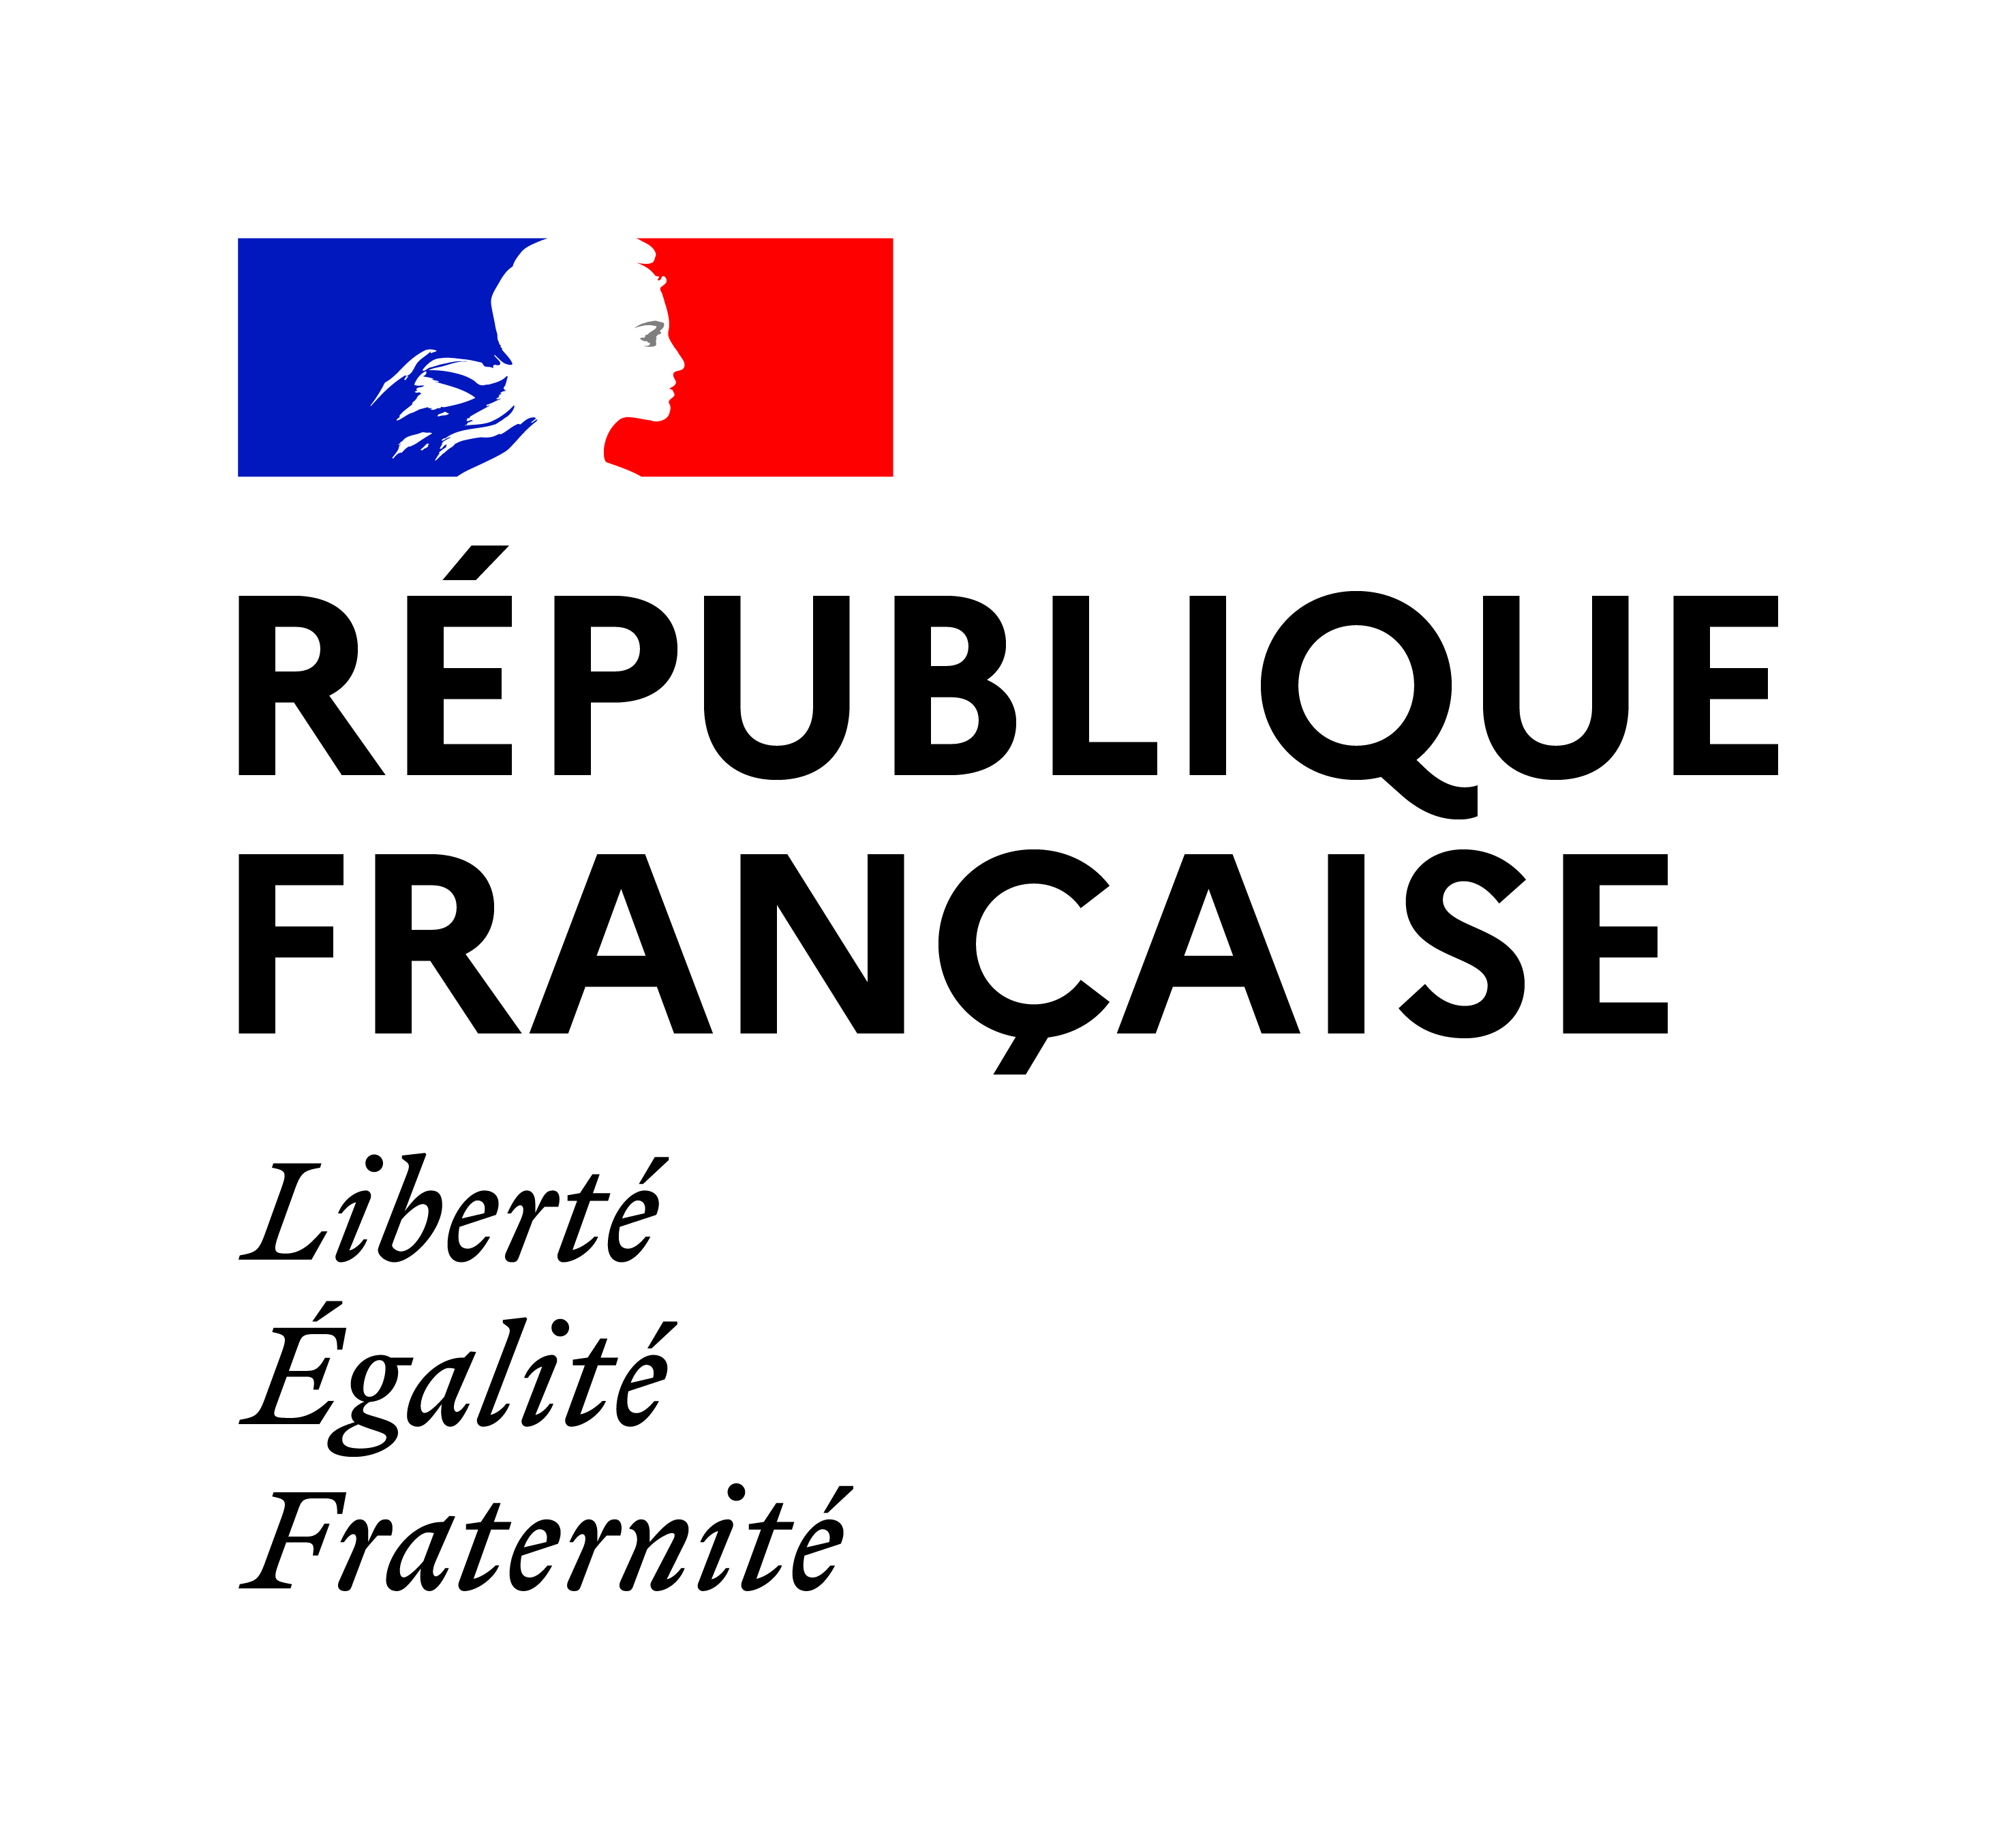 RÉPUBLIQUE
FRANÇAISE
Liberté
Égalité
Fraternité